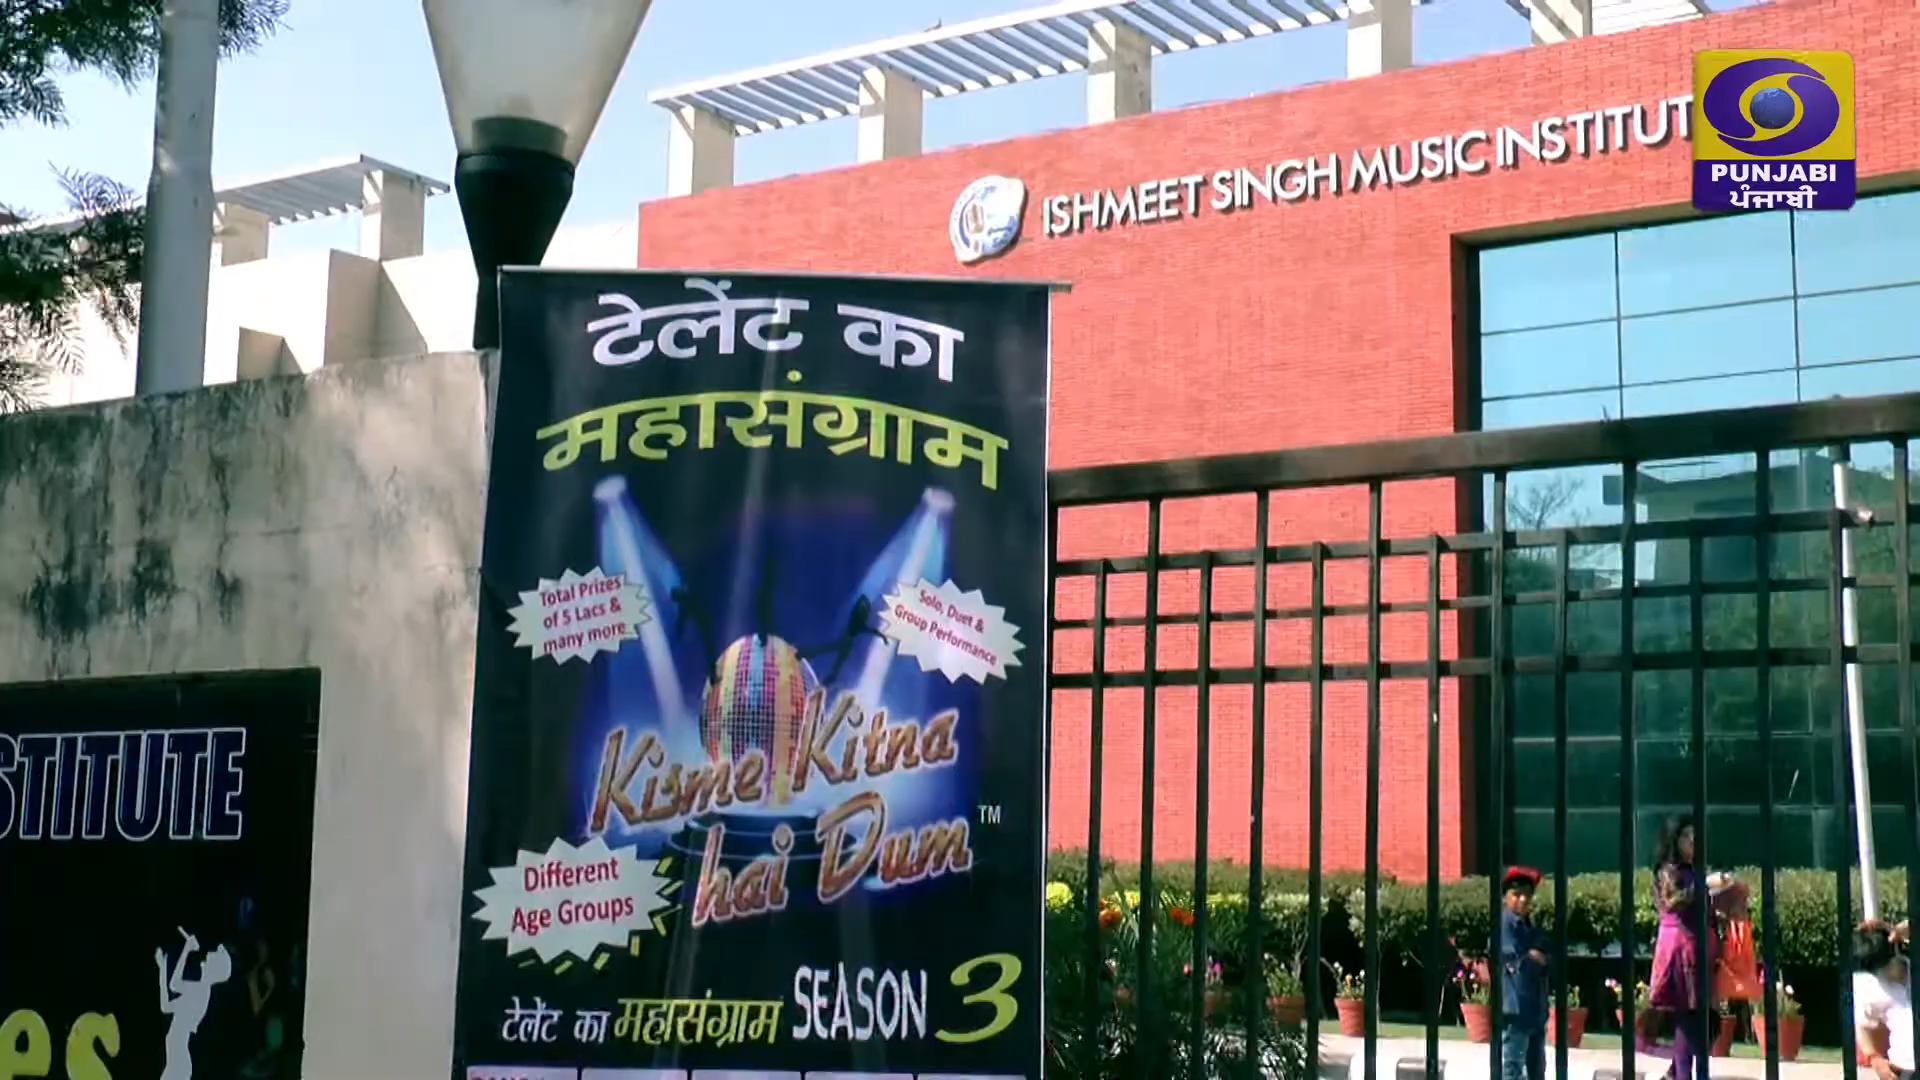 PUNJABI
ਪੰਜਾਬੀ
ISHMEET SINGH MUSIC INSTITUT
टेलेंट का
महासंग्राम
Total Prizes
of 5 Lacs &
many more
Solo, Duet &
Group Performance
Kisme Kitna
hai Dum TM
Different
Age Groups
टेलेंट का महासंग्राम SEASON 3
STITUTE
es